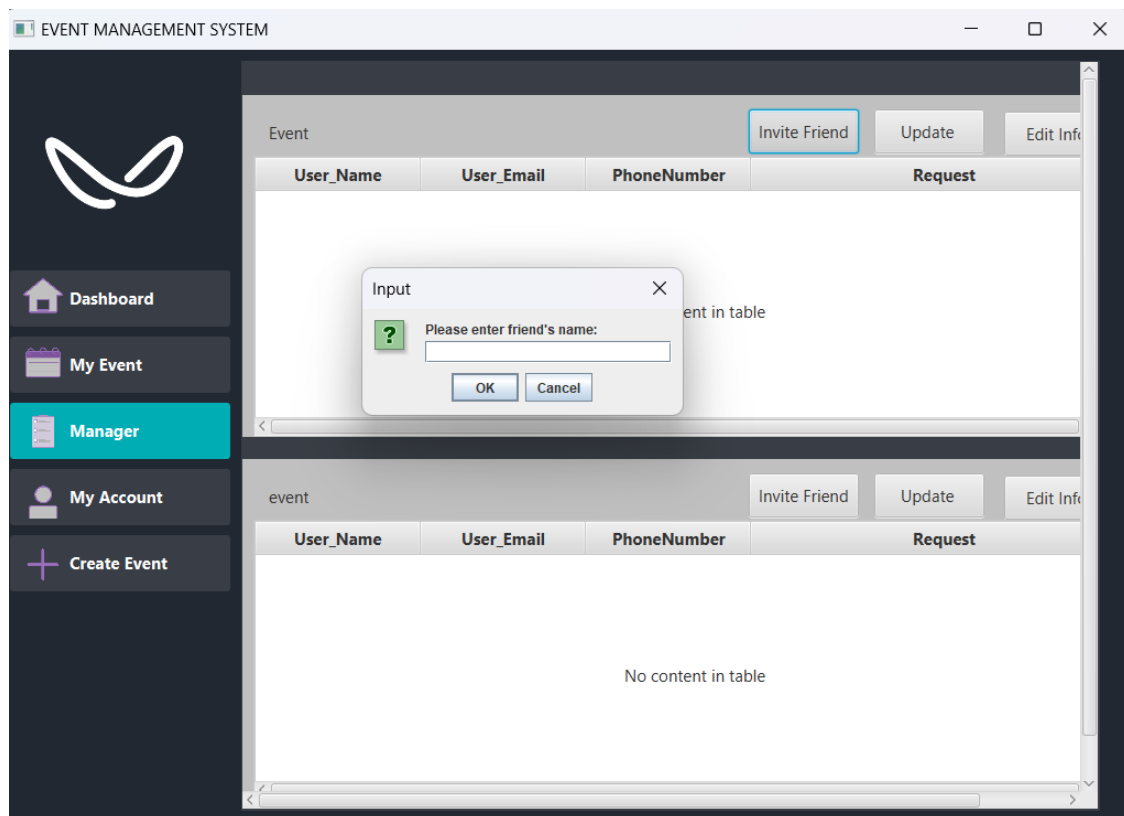 EVENT MANAGEMENT SYSTEM
Event
Invite Friend
Update
Edit Info
User_Name User_Email PhoneNumber Request
Input
Please enter friend's name:
?
OK Cancel
ent in table
Dashboard
My Event
Manager
My Account
Create Event
event
Invite Friend
Update
Edit Info
User_Name User_Email PhoneNumber Request
No content in table